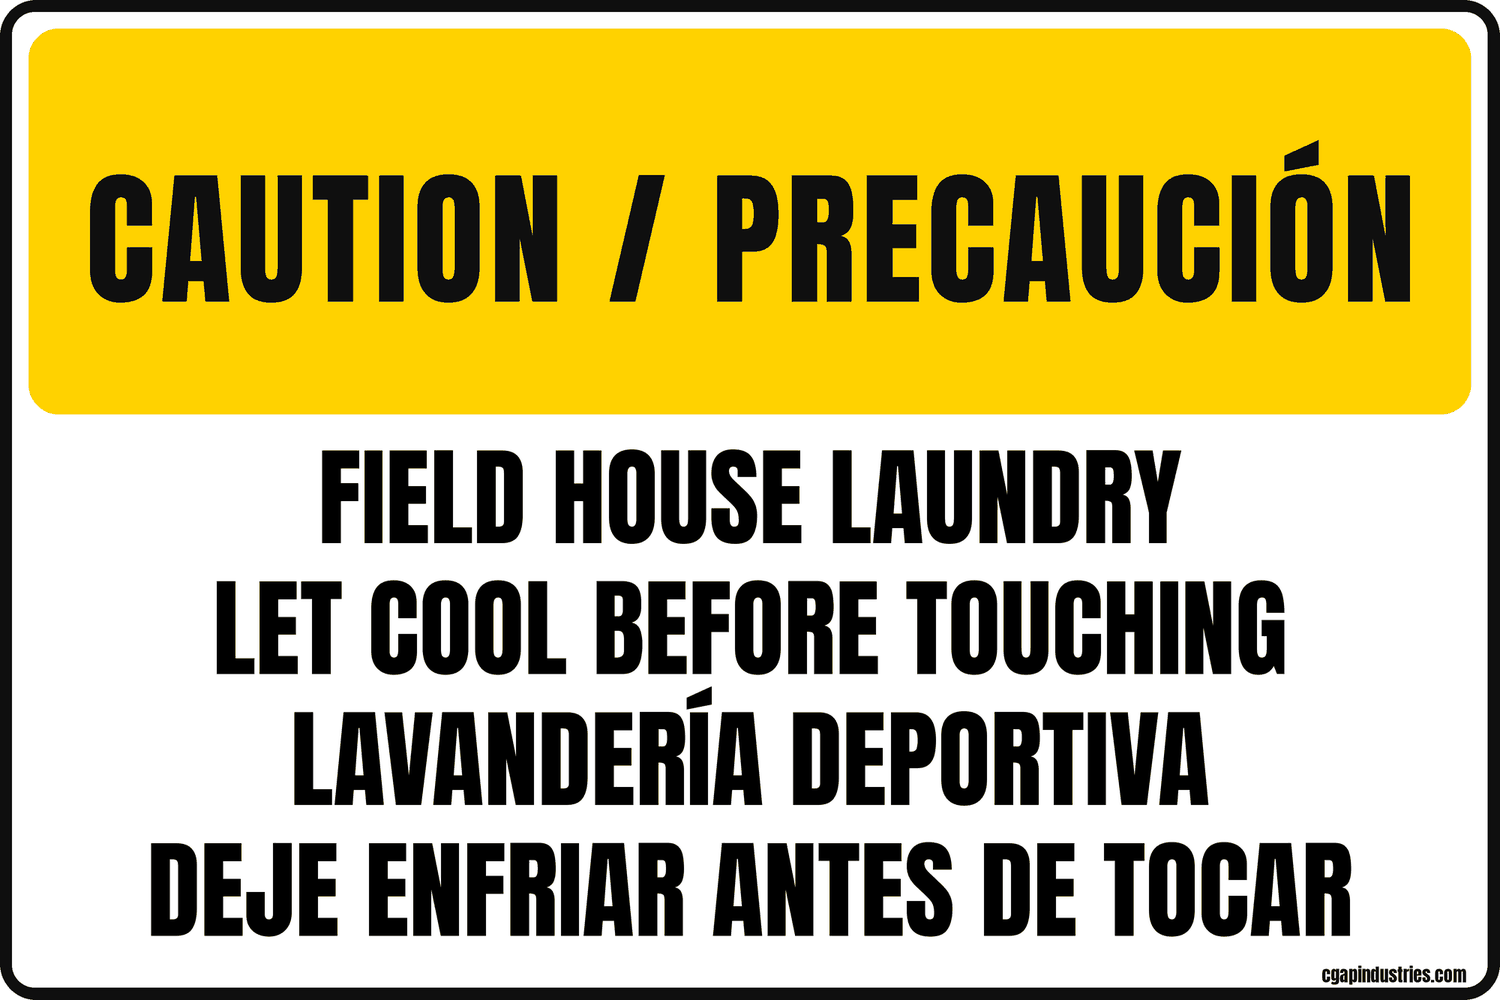 CAUTION / PRECAUCIÓN
FIELD HOUSE LAUNDRY
LET COOL BEFORE TOUCHING
LAVANDERÍA DEPORTIVA
DEJE ENFRIAR ANTES DE TOCAR
cgapindustries.com